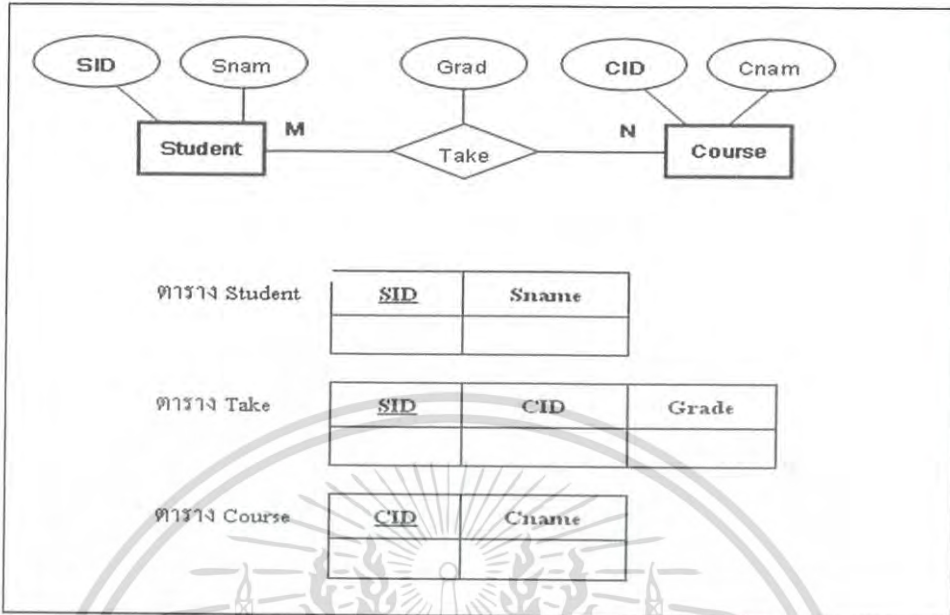 SID Snam Grad CID Cnam
M N
Student Take Course
ตาราง Student SID Sname
ตาราง Take SID CID Grade
ตาราง Course CID Cname